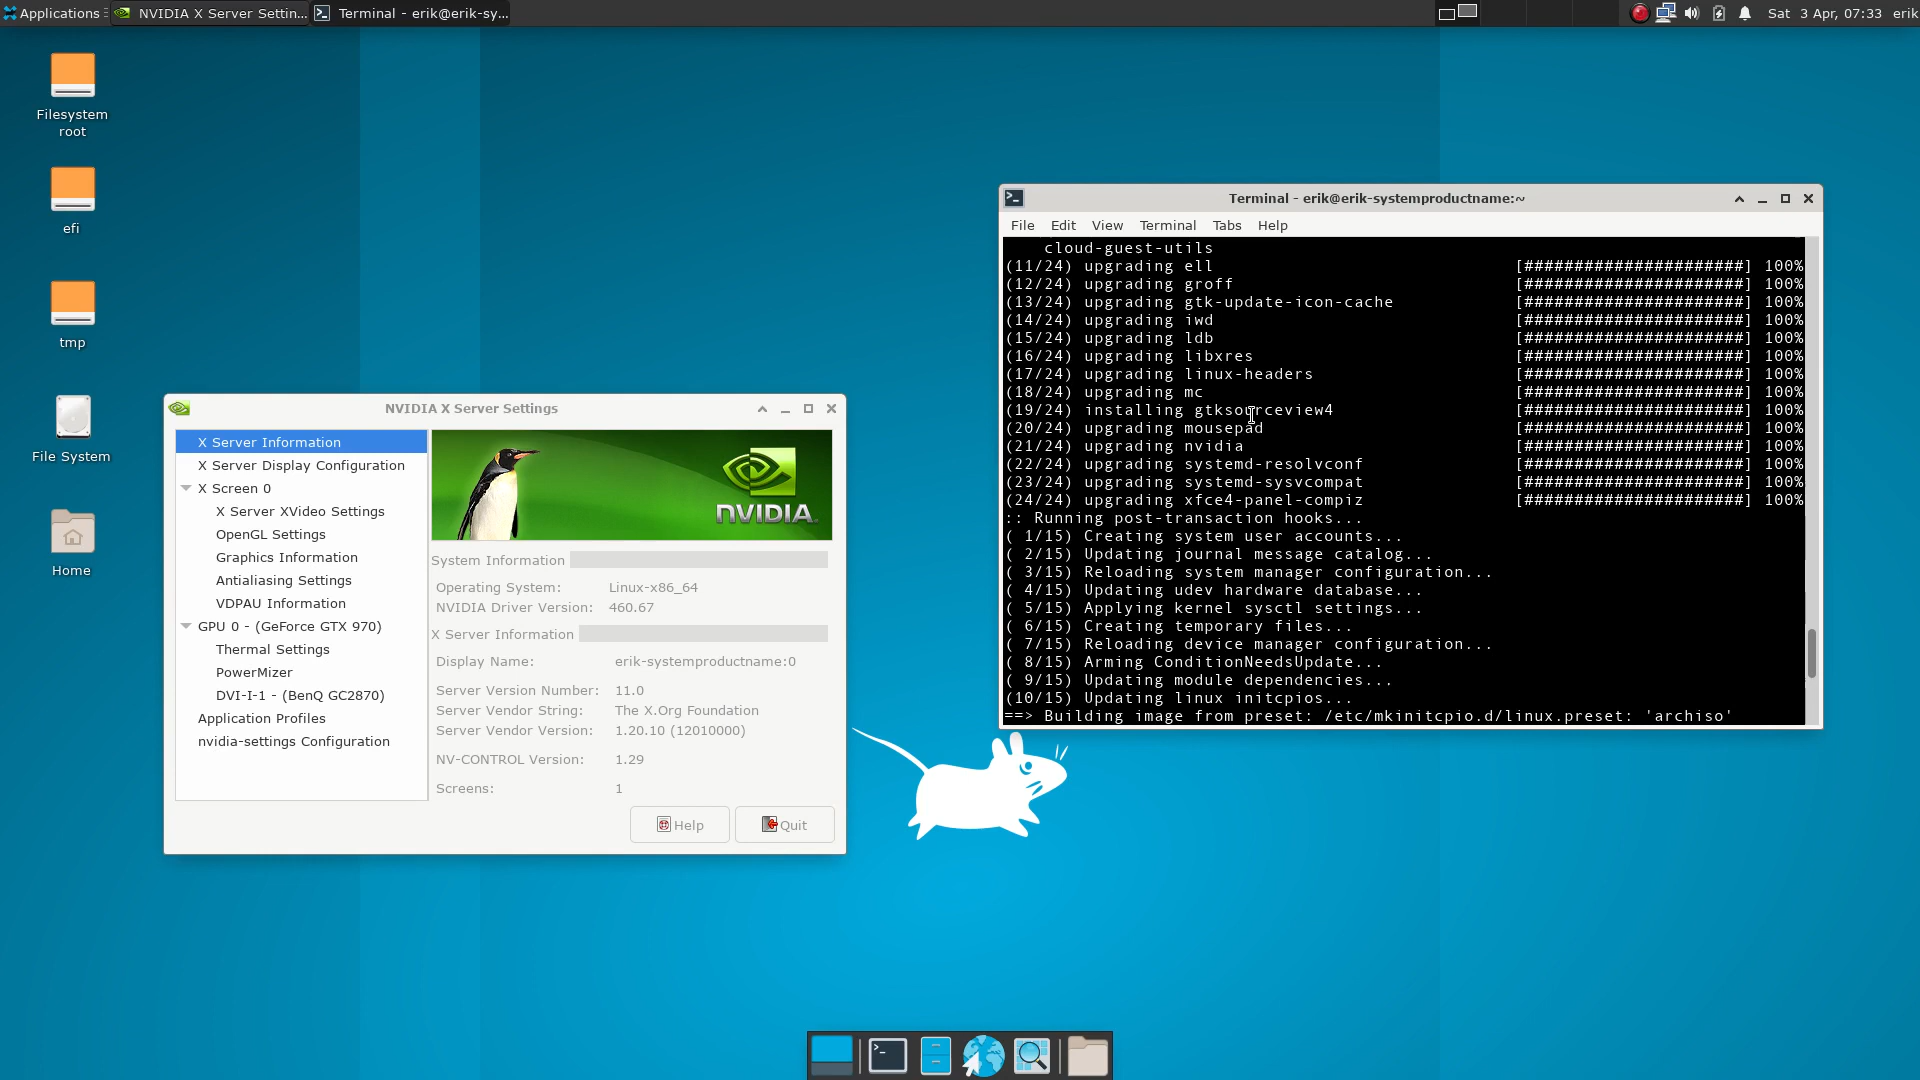 Applications
NVIDIA X Server Settin...
Terminal - erik@erik-sy...
Sat 3 Apr, 07:33
erik
Filesystem
root
efi
tmp
File System
Home
NVIDIA X Server Settings
X Server Information
X Server Display Configuration
X Screen 0
X Server XVideo Settings
OpenGL Settings
Graphics Information
Antialiasing Settings
VDPAU Information
GPU 0 - (GeForce GTX 970)
Thermal Settings
PowerMizer
DVI-I-1 - (BenQ GC2870)
Application Profiles
nvidia-settings Configuration
NVIDIA.
System Information
Operating System: Linux-x86_64
NVIDIA Driver Version: 460.67
X Server Information
Display Name: erik-systemproductname:0
Server Version Number: 11.0
Server Vendor String: The X.Org Foundation
Server Vendor Version: 1.20.10 (12010000)
NV-CONTROL Version: 1.29
Screens: 1
Help
Quit
Terminal - erik@erik-systemproductname:~
File Edit View Terminal Tabs Help
cloud-guest-utils
(11/24) upgrading ell [######################] 100%
(12/24) upgrading groff [######################] 100%
(13/24) upgrading gtk-update-icon-cache [######################] 100%
(14/24) upgrading iwd [######################] 100%
(15/24) upgrading ldb [######################] 100%
(16/24) upgrading libxres [######################] 100%
(17/24) upgrading linux-headers [######################] 100%
(18/24) upgrading mc [######################] 100%
(19/24) installing gtksourceview4 [######################] 100%
(20/24) upgrading mousepad [######################] 100%
(21/24) upgrading nvidia [######################] 100%
(22/24) upgrading systemd-resolvconf [######################] 100%
(23/24) upgrading systemd-sysvcompat [######################] 100%
(24/24) upgrading xfce4-panel-compiz [######################] 100%
:: Running post-transaction hooks...
( 1/15) Creating system user accounts...
( 2/15) Updating journal message catalog...
( 3/15) Reloading system manager configuration...
( 4/15) Updating udev hardware database...
( 5/15) Applying kernel sysctl settings...
( 6/15) Creating temporary files...
( 7/15) Reloading device manager configuration...
( 8/15) Arming ConditionNeedsUpdate...
( 9/15) Updating module dependencies...
(10/15) Updating linux initcpios...
==> Building image from preset: /etc/mkinitcpio.d/linux.preset: 'archiso'